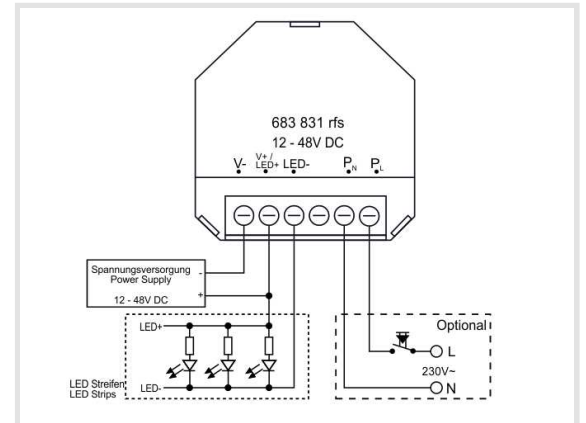 683 831 rfs
12 - 48V DC
V- V+ / LED+ LED- PN PL
Spannungsversorgung -
Power Supply
+
12 - 48V DC
LED+
LED Streifen
LED Strips
LED-
Optional
L
230V~
N